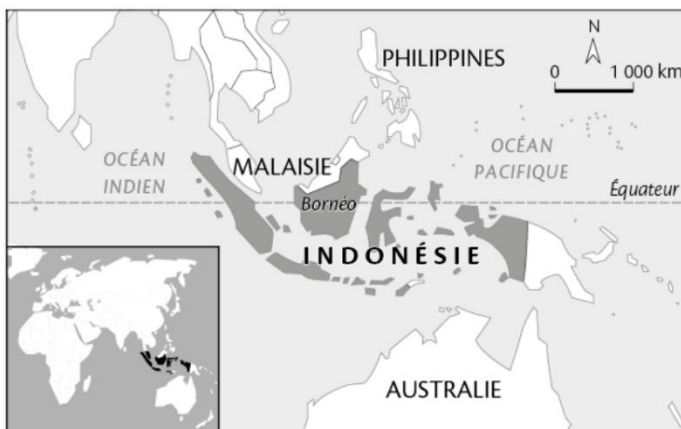 N
PHILIPPINES
0 1 000 km
OCÉAN
INDIEN
MALAISIE
OCÉAN
PACIFIQUE
Équateur
Bornéo
INDONÉSIE
AUSTRALIE